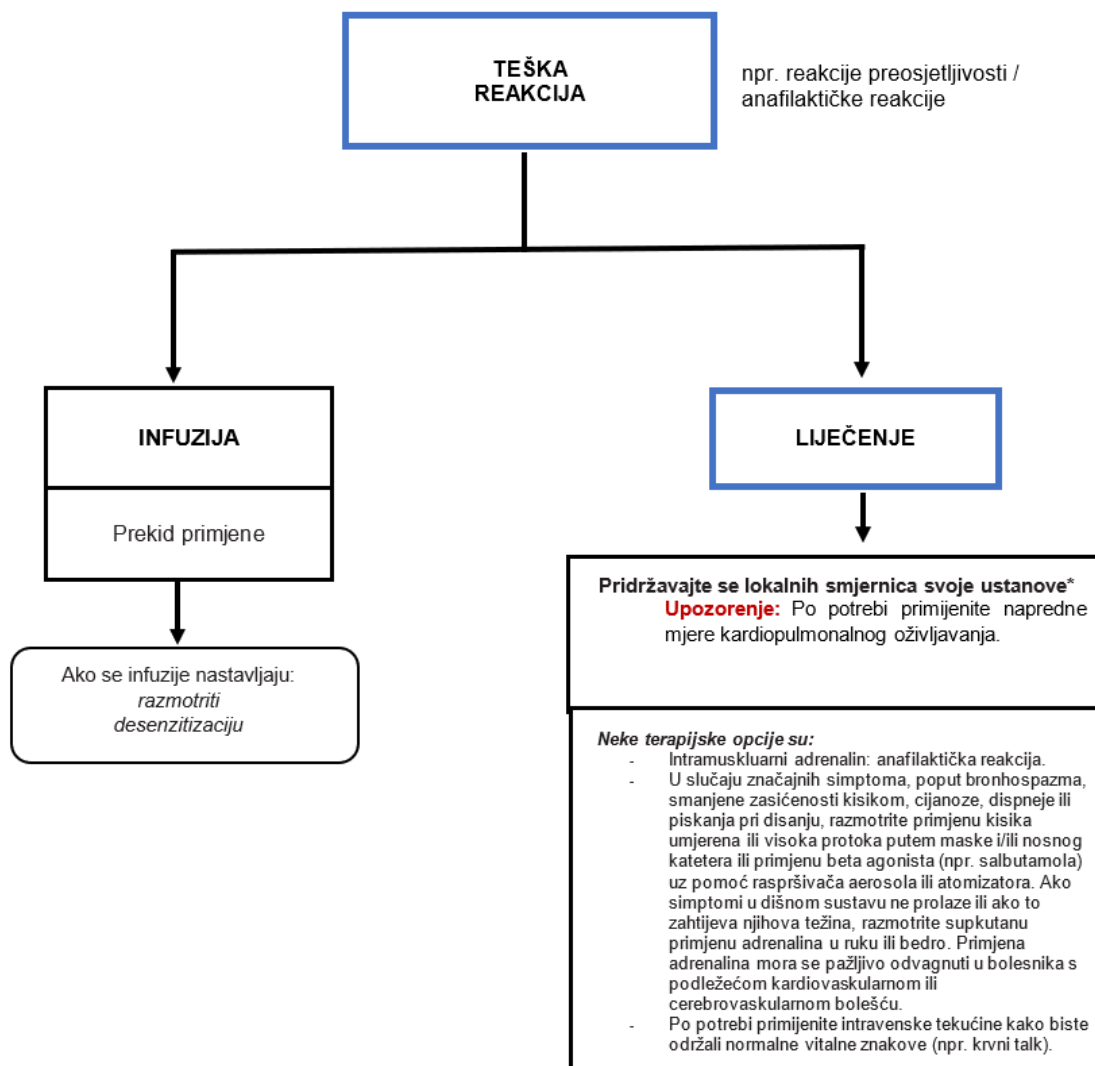 TEŠKA
REAKCIJA
npr. reakcije preosjetljivosti /
anafilaktičke reakcije
INFUZIJA
Prekid primjene
Ako se infuzije nastavljaju:
razmotriti
desenzitizaciju
LIJEČENJE
Pridržavajte se lokalnih smjernica svoje ustanove*
Upozorenje: Po potrebi primijenite napredne
mjere kardiopulmonalnog oživljavanja.
Neke terapijske opcije su:
- Intramuskluarni adrenalin: anafilaktička reakcija.
- U slučaju značajnih simptoma, poput bronhospazma,
smanjene zasićenosti kisikom, cijanoze, dispneje ili
piskanja pri disanju, razmotrite primjenu kisika
umjerena ili visoka protoka putem maske i/ili nosnog
katetera ili primjenu beta agonista (npr. salbutamola)
uz pomoć raspršivača aerosola ili atomizatora. Ako
simptomi u dišnom sustavu ne prolaze ili ako to
zahtijeva njihova težina, razmotrite supkutanu
primjenu adrenalina u ruku ili bedro. Primjena
adrenalina mora se pažljivo odvagnuti u bolesnika s
podležećom kardiovaskularnom ili
cerebrovaskularnom bolešću.
- Po potrebi primijenite intravenske tekućine kako biste
održali normalne vitalne znakove (npr. krvni talk).